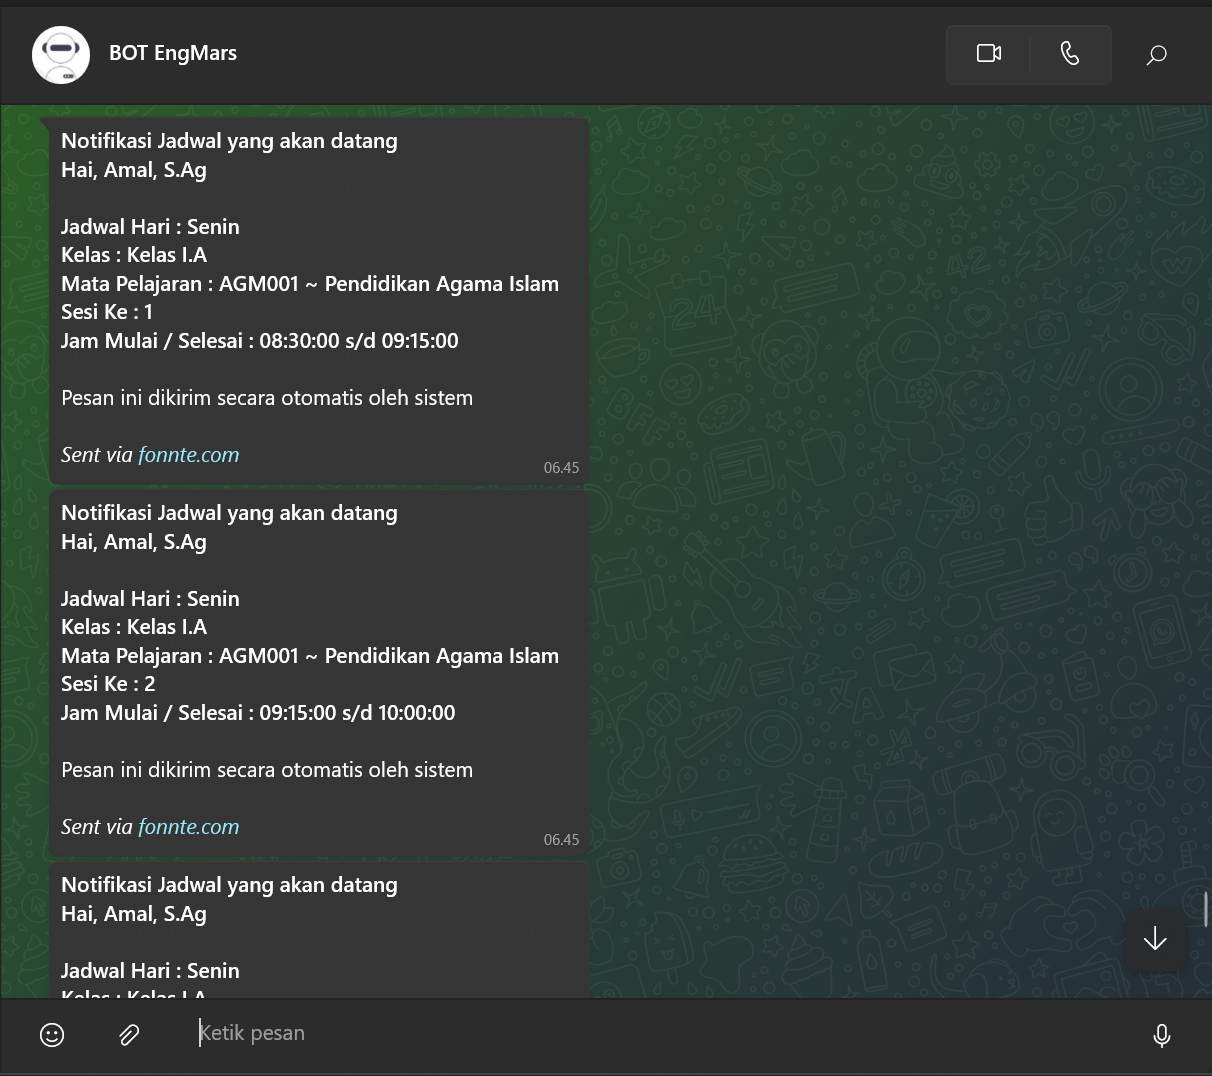 BOT EngMars
Notifikasi Jadwal yang akan datang
Hai, Amal, S.Ag
Jadwal Hari : Senin
Kelas : Kelas I.A
Mata Pelajaran : AGM001 ~ Pendidikan Agama Islam
Sesi Ke : 1
Jam Mulai / Selesai : 08:30:00 s/d 09:15:00
Pesan ini dikirim secara otomatis oleh sistem
Sent via fonnte.com
06.45
Notifikasi Jadwal yang akan datang
Hai, Amal, S.Ag
Jadwal Hari : Senin
Kelas : Kelas I.A
Mata Pelajaran : AGM001 ~ Pendidikan Agama Islam
Sesi Ke : 2
Jam Mulai / Selesai : 09:15:00 s/d 10:00:00
Pesan ini dikirim secara otomatis oleh sistem
Sent via fonnte.com
06.45
Notifikasi Jadwal yang akan datang
Hai, Amal, S.Ag
Jadwal Hari : Senin
Kelas : Kelas I.A
Ketik pesan